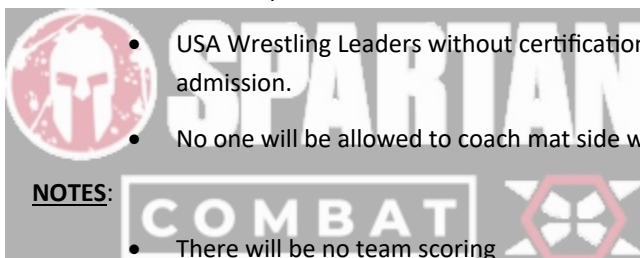 SPARTAN
• USA Wrestling Leaders without certification
admission.
• No one will be allowed to coach mat side
NOTES:
COMBAT
• There will be no team scoring